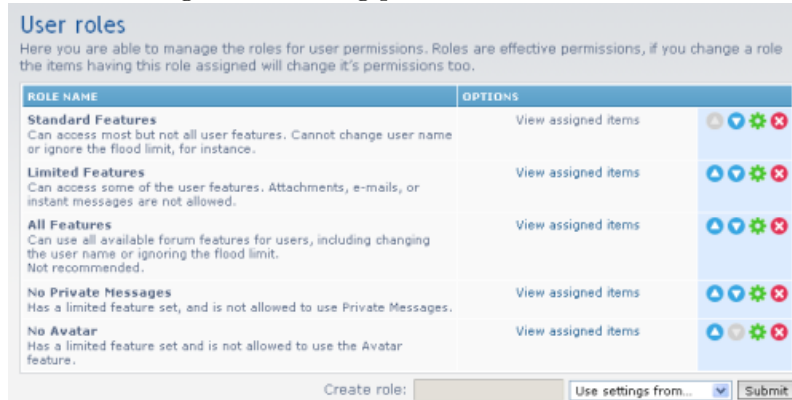 User roles
Here you are able to manage the roles for user permissions. Roles are effective permissions, if you change a role
the items having this role assigned will change it's permissions too.
ROLE NAME OPTIONS
Standard Features View assigned items
Can access most but not all user features. Cannot change user name
or ignore the flood limit, for instance.
Limited Features View assigned items
Can access some of the user features. Attachments, e-mails, or
instant messages are not allowed.
All Features View assigned items
Can use all available forum features for users, including changing
the user name or ignoring the flood limit.
Not recommended.
No Private Messages View assigned items
Has a limited feature set, and is not allowed to use Private Messages.
No Avatar View assigned items
Has a limited feature set and is not allowed to use the Avatar
feature.
Create role: Use settings from... Submit